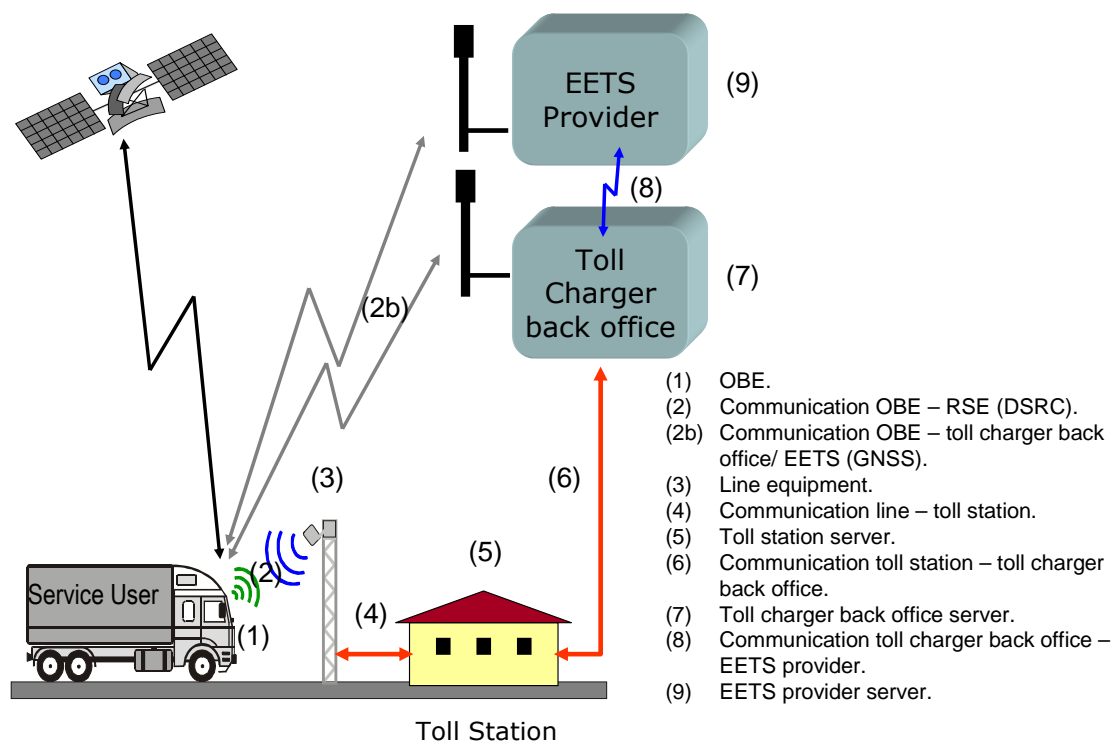 EETS
Provider
(9)
(8)
Toll
Charger
back office
(7)
(2b)
(3)
(6)
(2)
(5)
Service User
(1)
(4)
Toll Station
(1) OBE.
(2) Communication OBE – RSE (DSRC).
(2b) Communication OBE – toll charger back
office/ EETS (GNSS).
(3) Line equipment.
(4) Communication line – toll station.
(5) Toll station server.
(6) Communication toll station – toll charger
back office.
(7) Toll charger back office server.
(8) Communication toll charger back office –
EETS provider.
(9) EETS provider server.